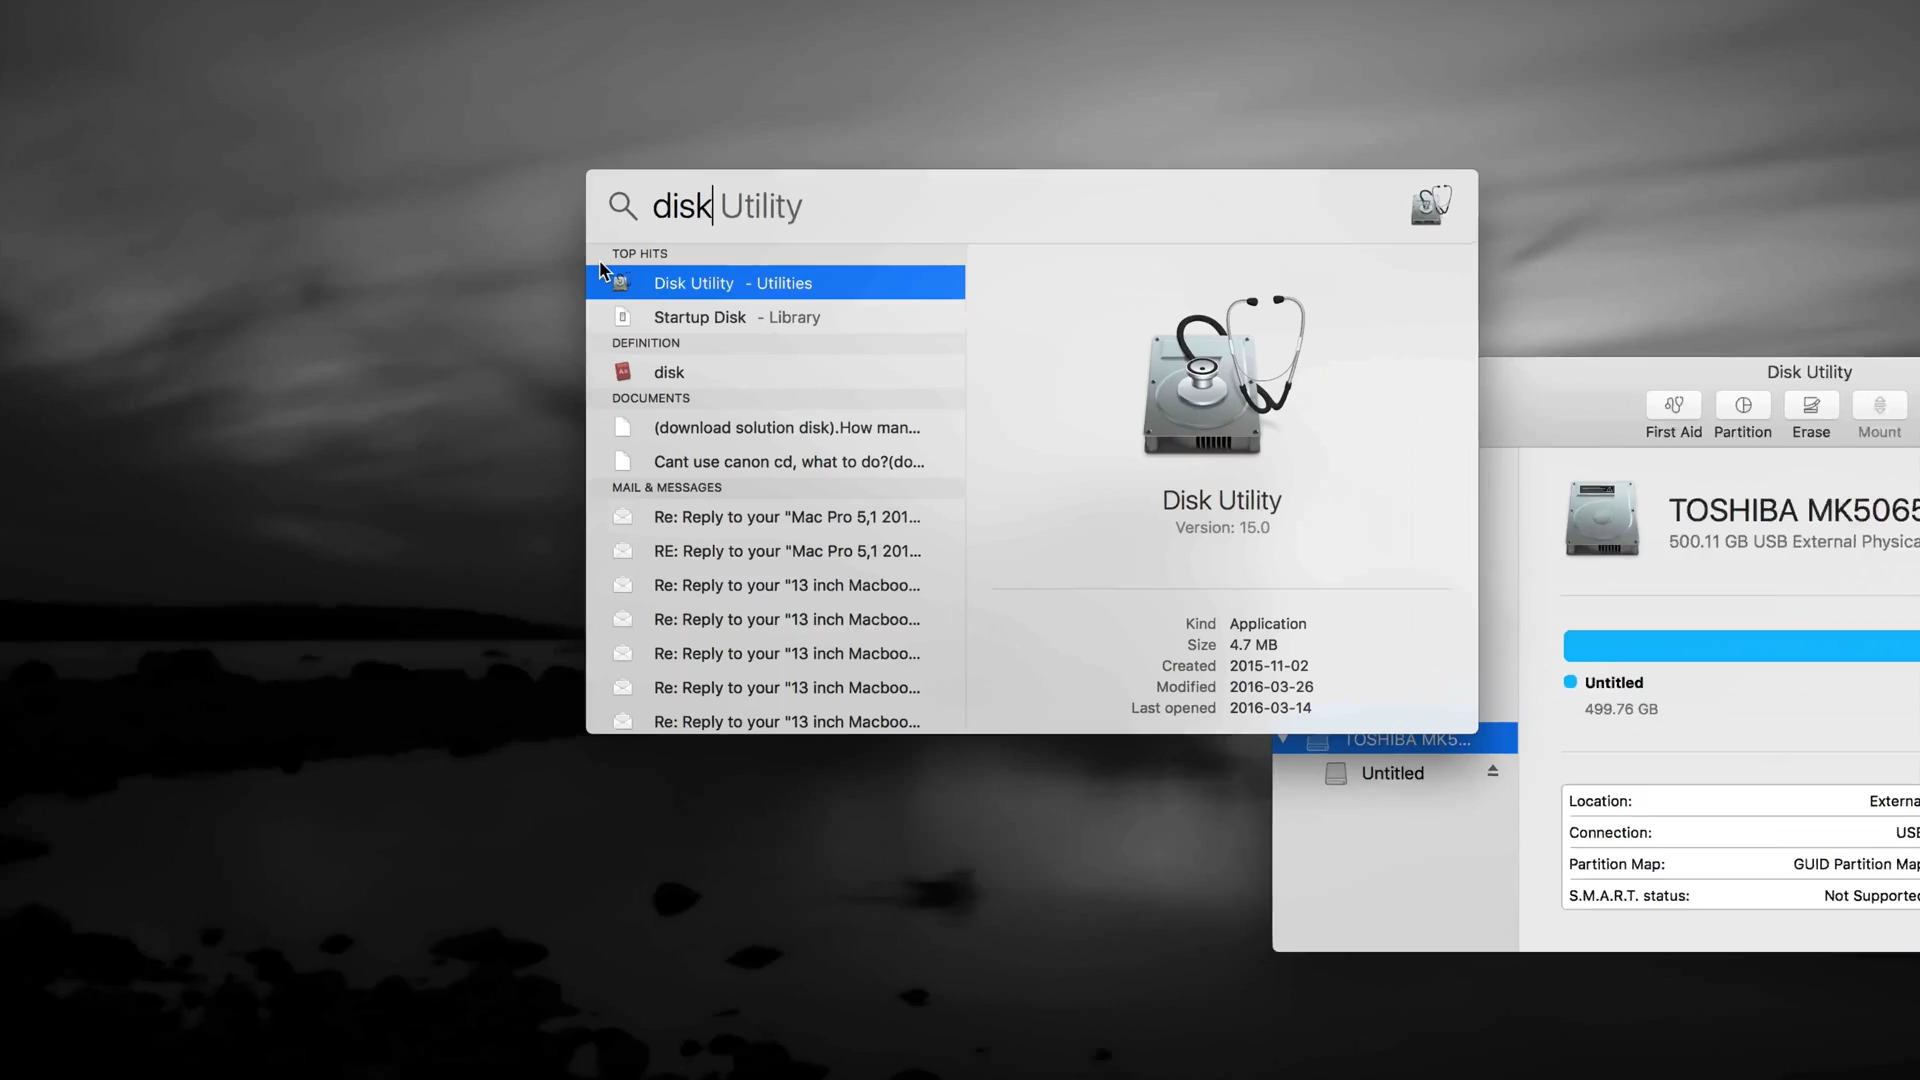 disk Utility
TOP HITS
Disk Utility - Utilities
Startup Disk - Library
DEFINITION
disk
DOCUMENTS
(download solution disk).How man...
Cant use canon cd, what to do?(do...
MAIL & MESSAGES
Re: Reply to your "Mac Pro 5,1 201...
RE: Reply to your "Mac Pro 5,1 201...
Re: Reply to your "13 inch Macboo...
Re: Reply to your "13 inch Macboo...
Re: Reply to your "13 inch Macboo...
Re: Reply to your "13 inch Macboo...
Re: Reply to your "13 inch Macboo...
Disk Utility
Version: 15.0
Kind Application
Size 4.7 MB
Created 2015-11-02
Modified 2016-03-26
Last opened 2016-03-14
Disk Utility
First Aid Partition Erase Mount
TOSHIBA MK5...
Untitled
TOSHIBA MK5065
500.11 GB USB External Physica
Untitled
499.76 GB
Location: Externa
Connection: USB
Partition Map: GUID Partition Map
S.M.A.R.T. status: Not Supported